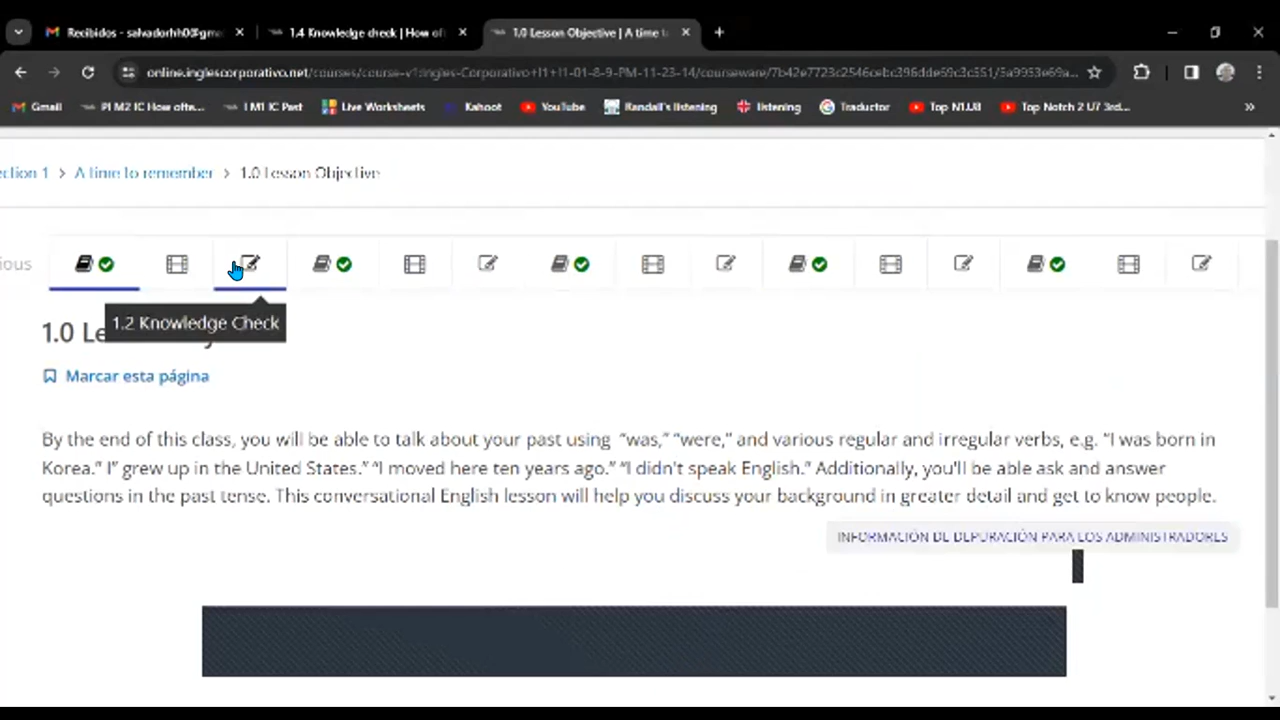 Recibidos - salvadorhh0@gm
1.4 Knowledge check | How of
1.0 Lesson Objective | A time t
online.inglescorporativo.net/courses/course-v1:Ingles-Corporativo+I1+I1-01-8-9-PM-11-23-14/courseware/
Gmail
PI M2 IC How ofte...
I M1 IC Past
Live Worksheets
Kahoot
YouTube
Randall's listening
listening
Traductor
Top N1.U8
Top Notch 2 U7 3rd...
»
ection 1 > A time to remember > 1.0 Lesson Objective
ious
1.2 Knowledge Check
1.0 Le
Marcar esta página
By the end of this class, you will be able to talk about your past using “was,” “were,” and various regular and irregular verbs, e.g. “I was born in
Korea.” I” grew up in the United States.” “I moved here ten years ago.” “I didn't speak English.” Additionally, you'll be able ask and answer
questions in the past tense. This conversational English lesson will help you discuss your background in greater detail and get to know people.
INFORMACIÓN DE DEPURACIÓN PARA LOS ADMINISTRADORES